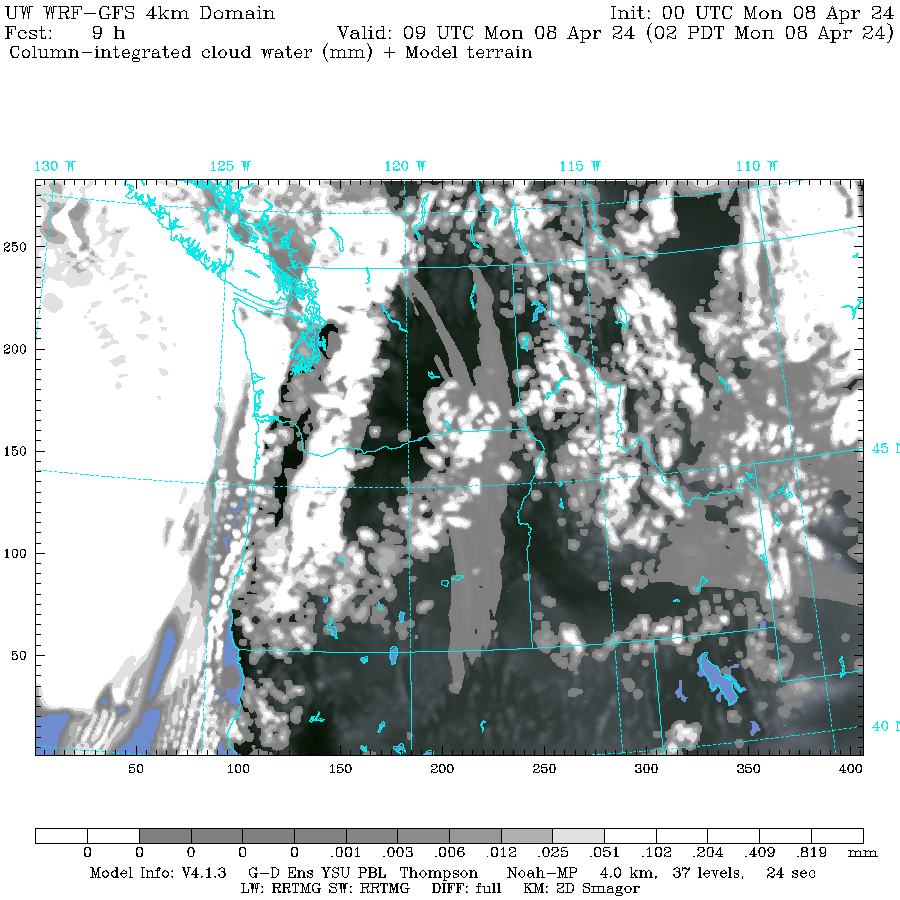 UW WRF-GFS 4km Domain Init: 00 UTC Mon 08 Apr 24
Fcst: 9 h Valid: 09 UTC Mon 08 Apr 24 (02 PDT Mon 08 Apr 24)
Column-integrated cloud water (mm) + Model terrain
130 W 125 W 120 W 115 W 110 W
250
200
150
45 N
100
50
40 N
50 100 150 200 250 300 350 400
0 0 0 0 0 .001 .003 .006 .012 .025 .051 .102 .204 .409 .819 mm
Model Info: V4.1.3 G-D Ens YSU PBL Thompson Noah-MP 4.0 km, 37 levels, 24 sec
LW: RRTMG SW: RRTMG DIFF: full KM: 2D Smagor